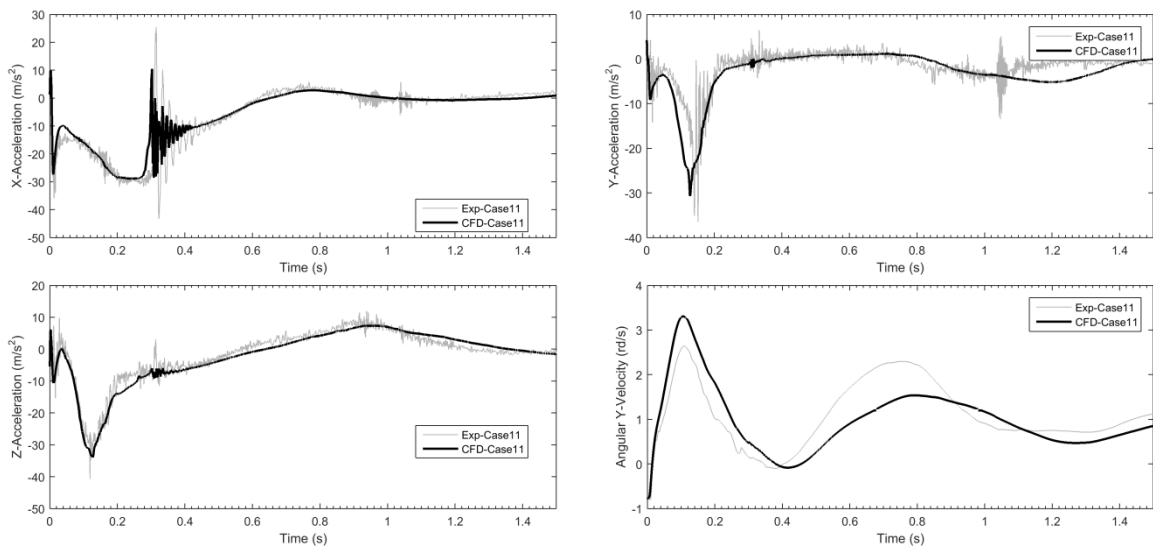 30
20
10
0
-10
-20
-30
-40
-50
X-Acceleration (m/s²)
Exp-Case11
CFD-Case11
0 0.2 0.4 0.6 0.8 1 1.2 1.4
Time (s)
10
0
-10
-20
-30
-40
Y-Acceleration (m/s²)
Exp-Case11
CFD-Case11
0 0.2 0.4 0.6 0.8 1 1.2 1.4
Time (s)
20
10
0
-10
-20
-30
-40
-50
Z-Acceleration (m/s²)
Exp-Case11
CFD-Case11
0 0.2 0.4 0.6 0.8 1 1.2 1.4
Time (s)
4
3
2
1
0
-1
Angular Y-Velocity (rd/s)
Exp-Case11
CFD-Case11
0 0.2 0.4 0.6 0.8 1 1.2 1.4
Time (s)